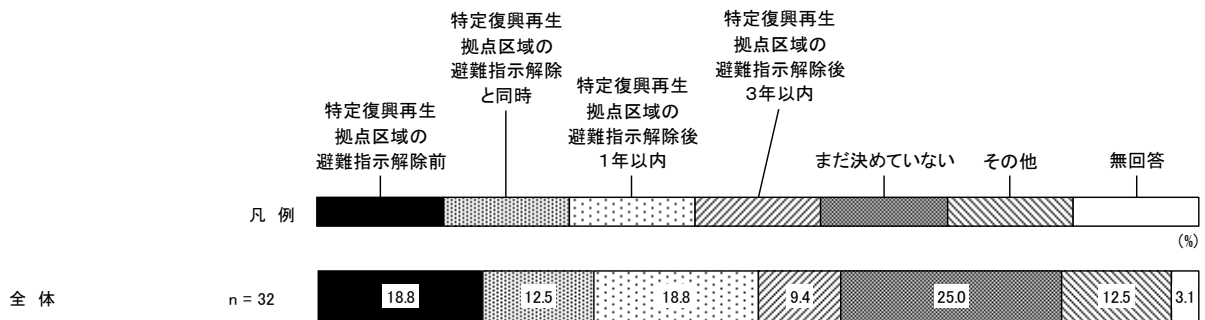 特定復興再生
拠点区域の
避難指示解除前
特定復興再生
拠点区域の
避難指示解除
と同時
特定復興再生
拠点区域の
避難指示解除後
1年以内
特定復興再生
拠点区域の
避難指示解除後
3年以内
まだ決めていない
その他
無回答
凡 例
(%)
全 体 n = 32 18.8 12.5 18.8 9.4 25.0 12.5 3.1